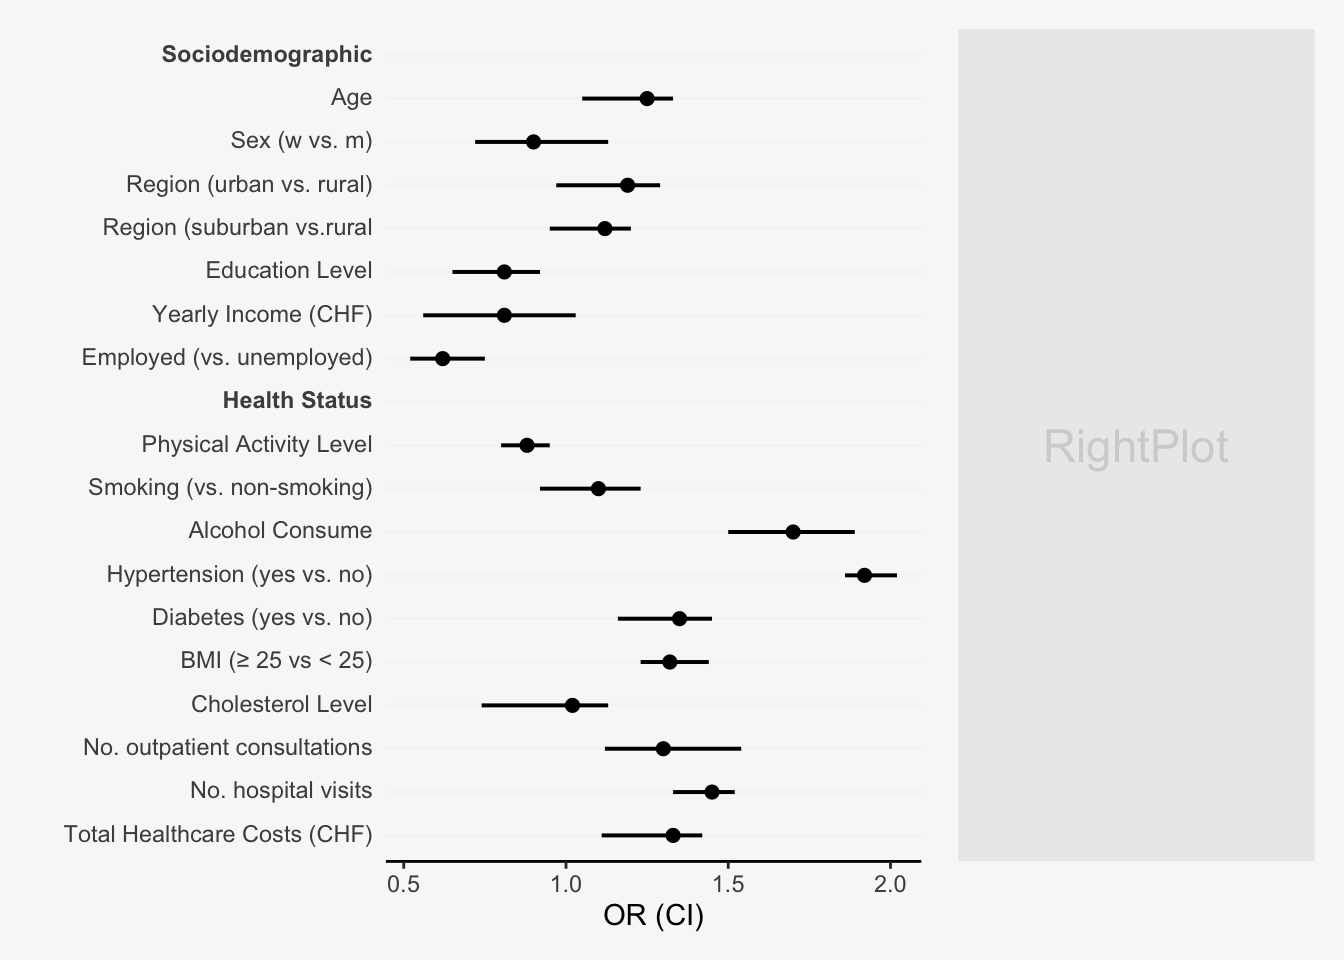 Sociodemographic
Age
Sex (w vs. m)
Region (urban vs. rural)
Region (suburban vs.rural
Education Level
Yearly Income (CHF)
Employed (vs. unemployed)
Health Status
Physical Activity Level
Smoking (vs. non-smoking)
Alcohol Consume
Hypertension (yes vs. no)
Diabetes (yes vs. no)
BMI (≥ 25 vs < 25)
Cholesterol Level
No. outpatient consultations
No. hospital visits
Total Healthcare Costs (CHF)
0.5 1.0 1.5 2.0
OR (CI)
RightPlot